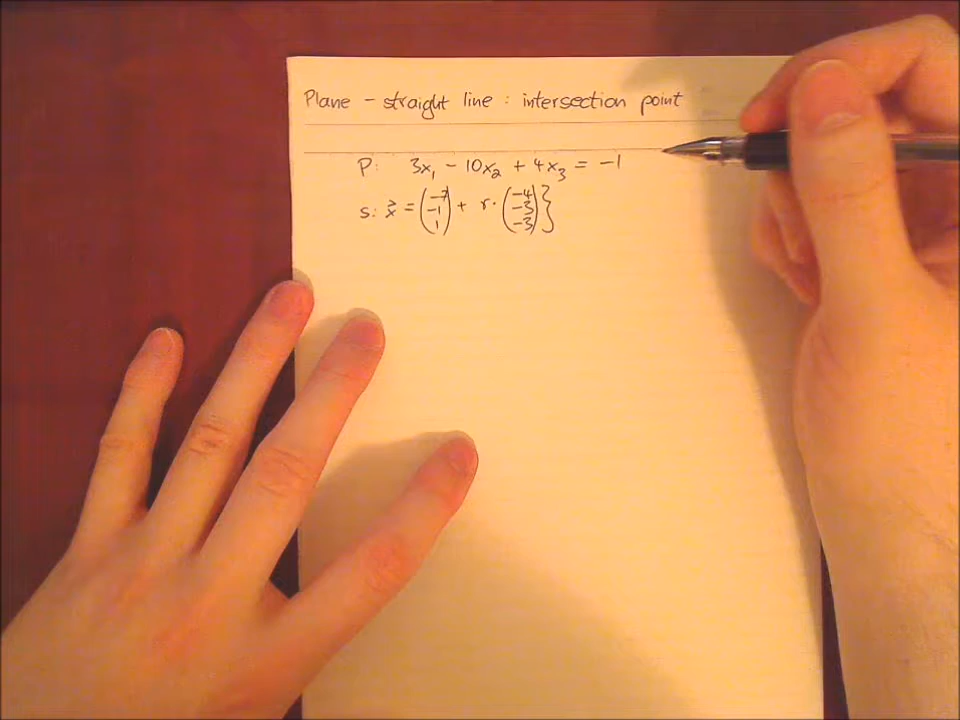 Plane - straight line : intersection point
P: 3x₁ - 10x₂ + 4x₃ = -1
s: x⃗ = (-7 -1 1) + r · (-4 -3 -3)}